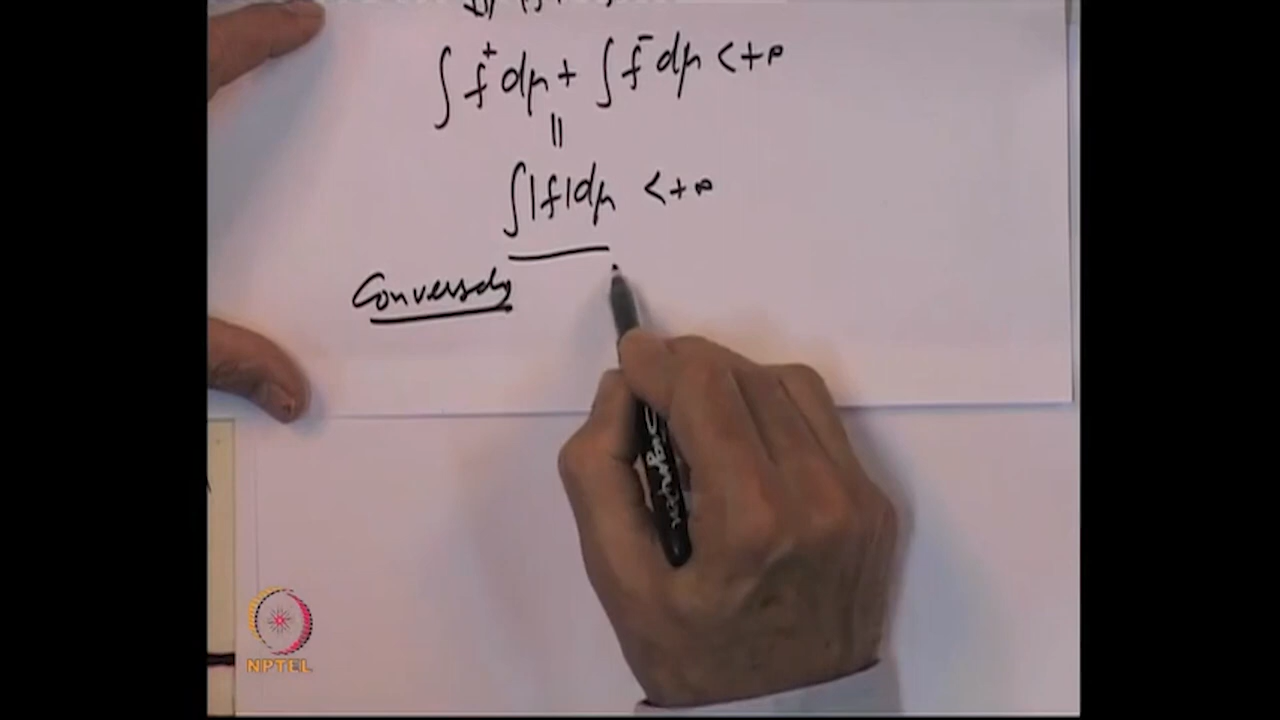 ∫ f⁺ dμ + ∫ f⁻ dμ < +∞
||
∫ |f| dμ < +∞
Conversely
NPTEL